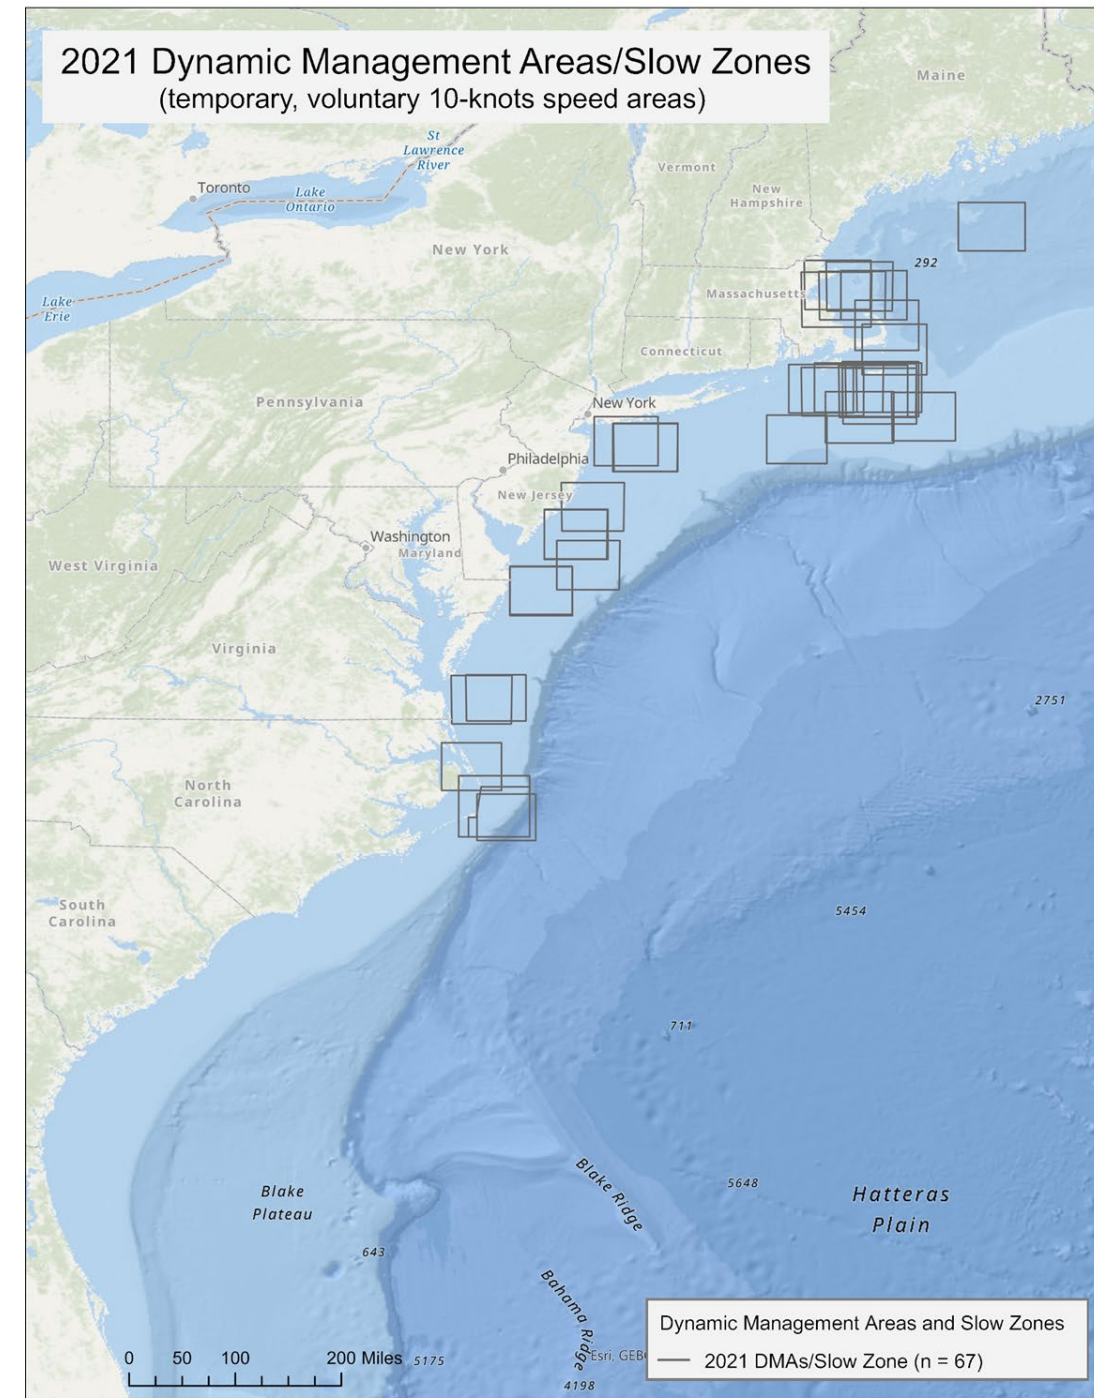 2021 Dynamic Management Areas/Slow Zones
(temporary, voluntary 10-knots speed areas)
Maine
St
Lawrence
River
Vermont
Toronto
Lake
Ontario
New
Hampshire
New York
292
Lake
Erie
Massachusetts
Connecticut
Pennsylvania
New York
Philadelphia
New Jersey
Washington
Maryland
West Virginia
Virginia
2751
North
Carolina
South
Carolina
5454
711
Blake
Plateau
Blake Ridge
5648
Hatteras
Plain
643
Bahama Ridge
Dynamic Management Areas and Slow Zones
2021 DMAs/Slow Zone (n = 67)
0 50 100 200 Miles
5175
Esri, GEB
4198